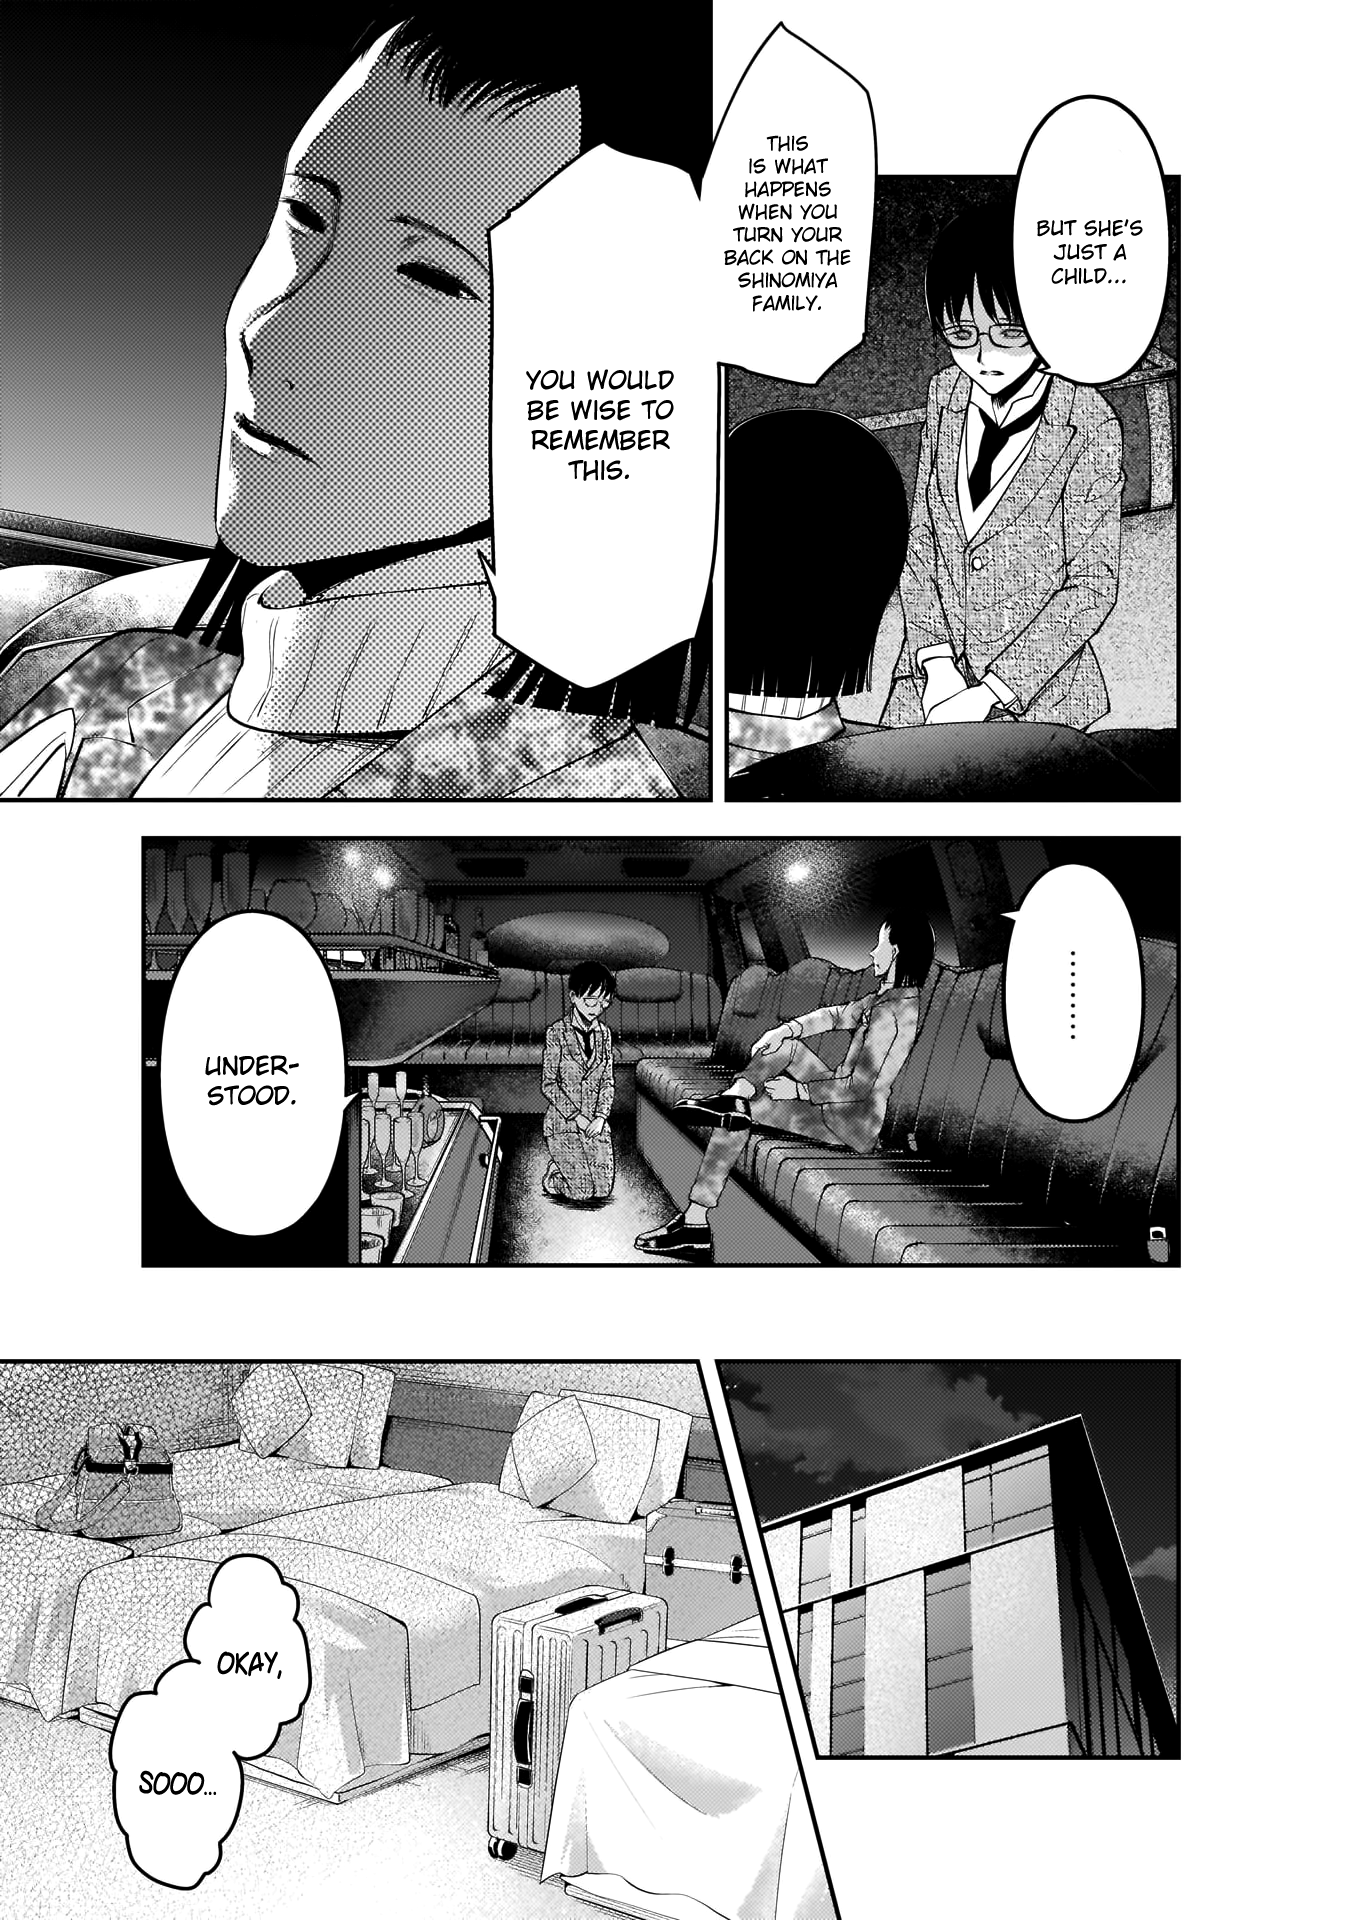 BUT SHE'S
JUST A
CHILD...
THIS
IS WHAT
HAPPENS
WHEN YOU
TURN YOUR
BACK ON THE
SHINOMIYA
FAMILY.
YOU WOULD
BE WISE TO
REMEMBER
THIS.
.........
UNDER-
STOOD.
OKAY,
SOOO...